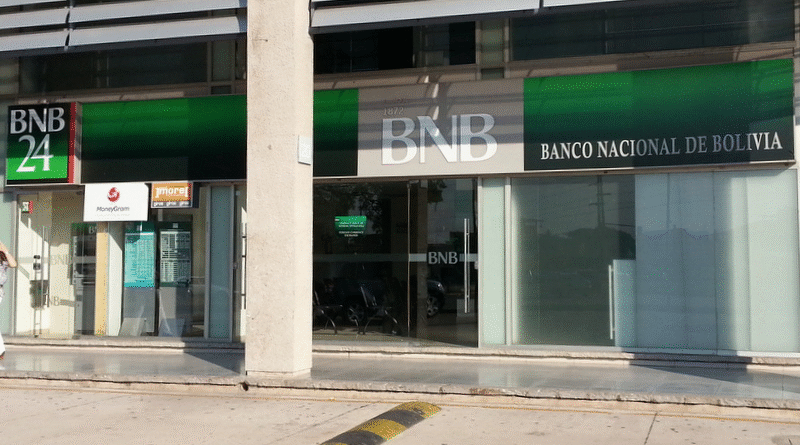 BNB
24
1872
BNB
BANCO NACIONAL DE BOLIVIA
MoneyGram
more
BNB